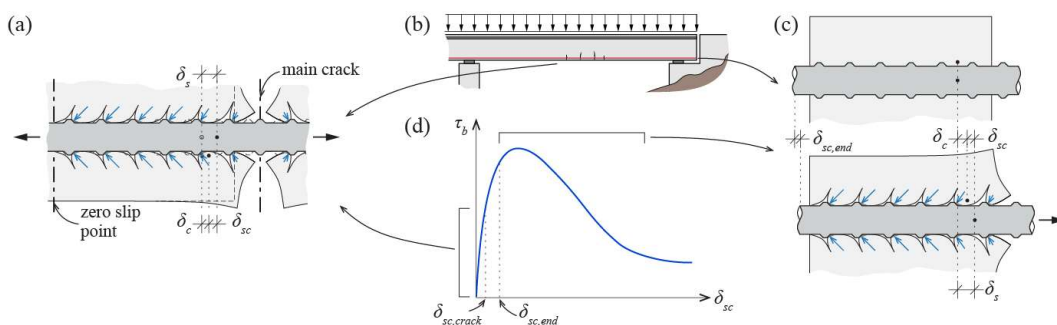 (a)
δs
main crack
zero slip
point
δc
δsc
(b)
(d)
τb
δsc,crack
δsc,end
δsc
(c)
δsc,end
δc
δsc
δs